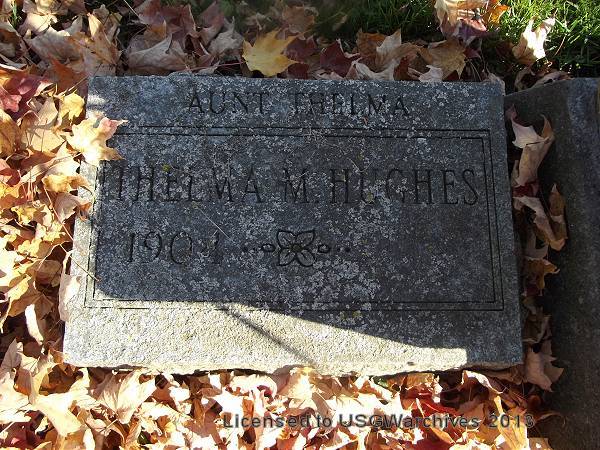 AUNT THELMA
THELMA M. HUGHES
1904
Licensed to USGWarchives 2013